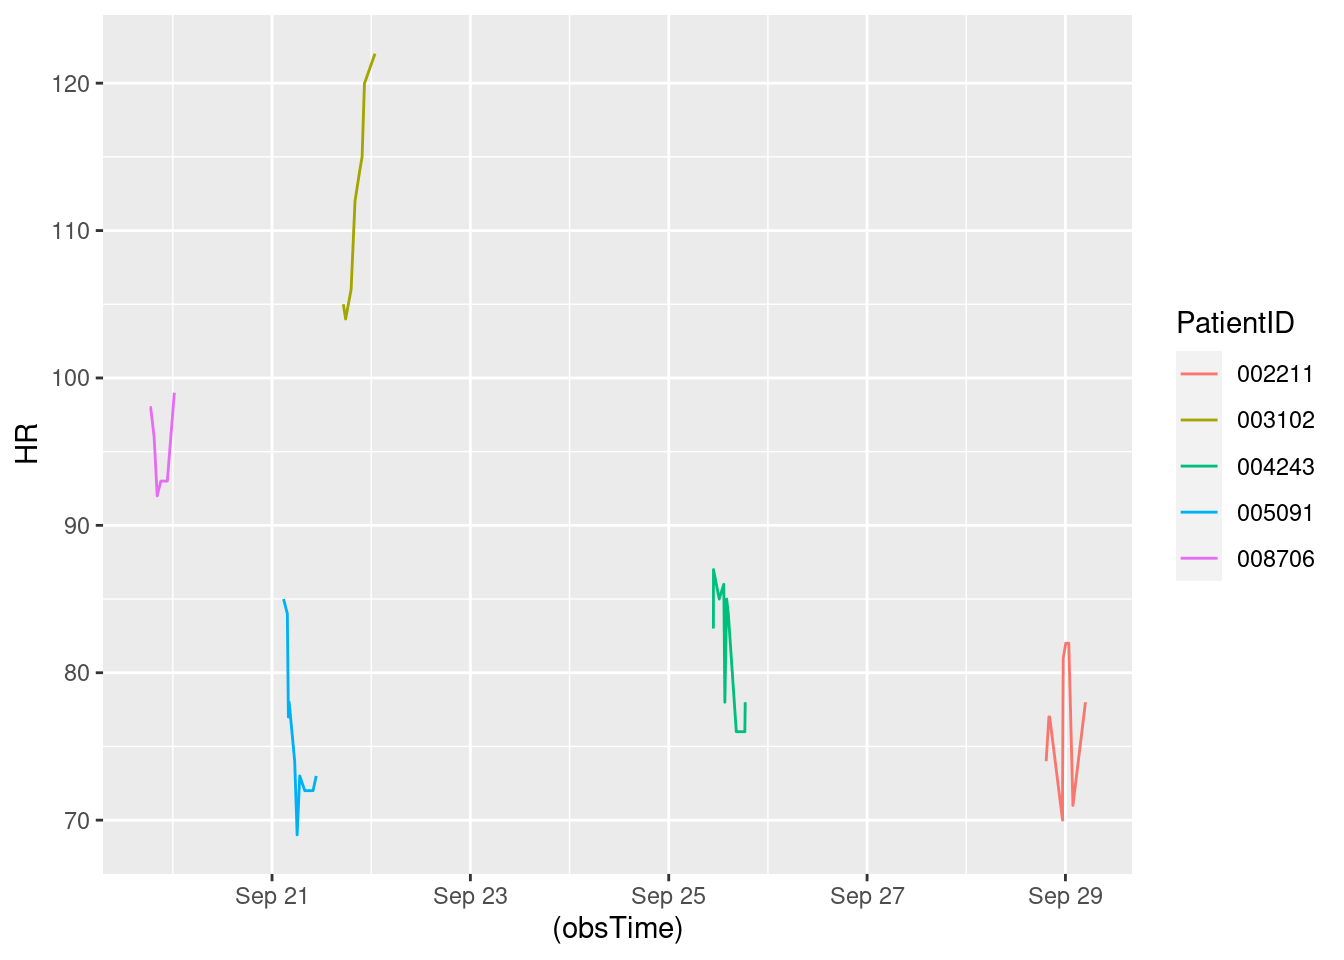 120
110
100
90
80
70
HR
Sep 21
Sep 23
Sep 25
Sep 27
Sep 29
(obsTime)
PatientID
002211
003102
004243
005091
008706